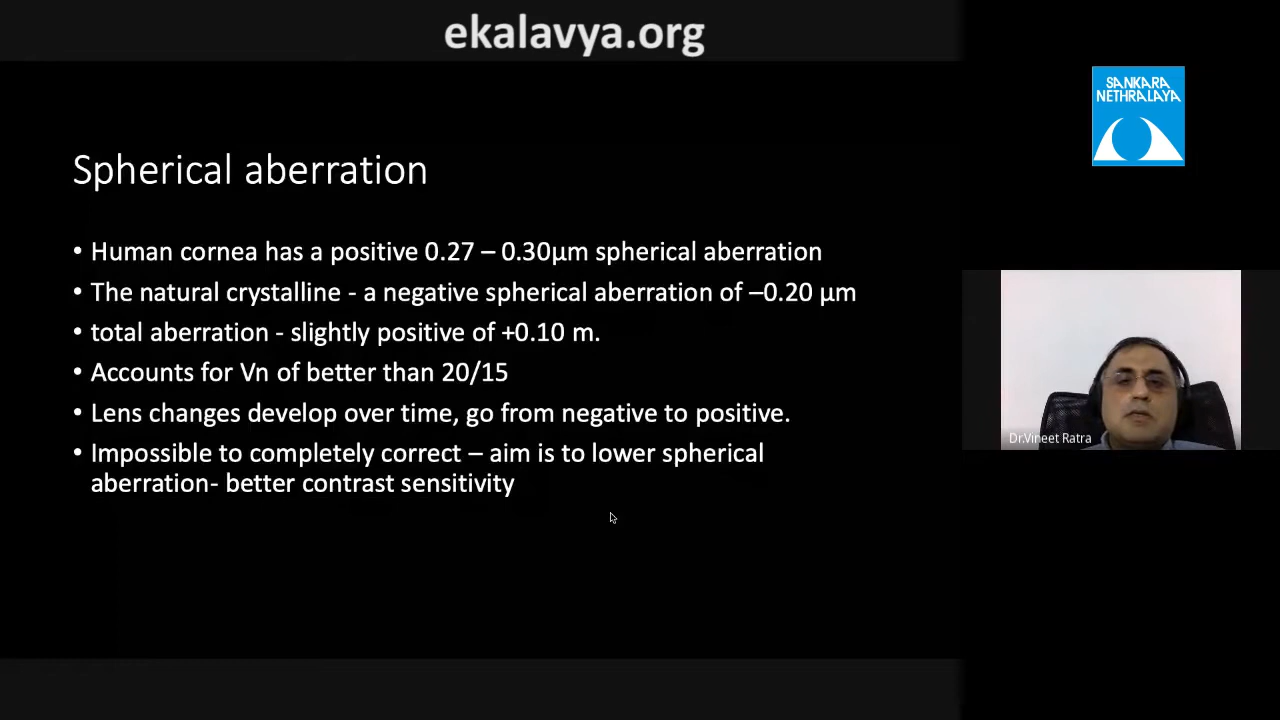 ekalavya.org
SANKARA
NETHRALAYA
Spherical aberration
• Human cornea has a positive 0.27 – 0.30µm spherical aberration
• The natural crystalline - a negative spherical aberration of –0.20 µm
• total aberration - slightly positive of +0.10 m.
• Accounts for Vn of better than 20/15
• Lens changes develop over time, go from negative to positive.
• Impossible to completely correct – aim is to lower spherical
aberration- better contrast sensitivity
Dr.Vineet Ratra